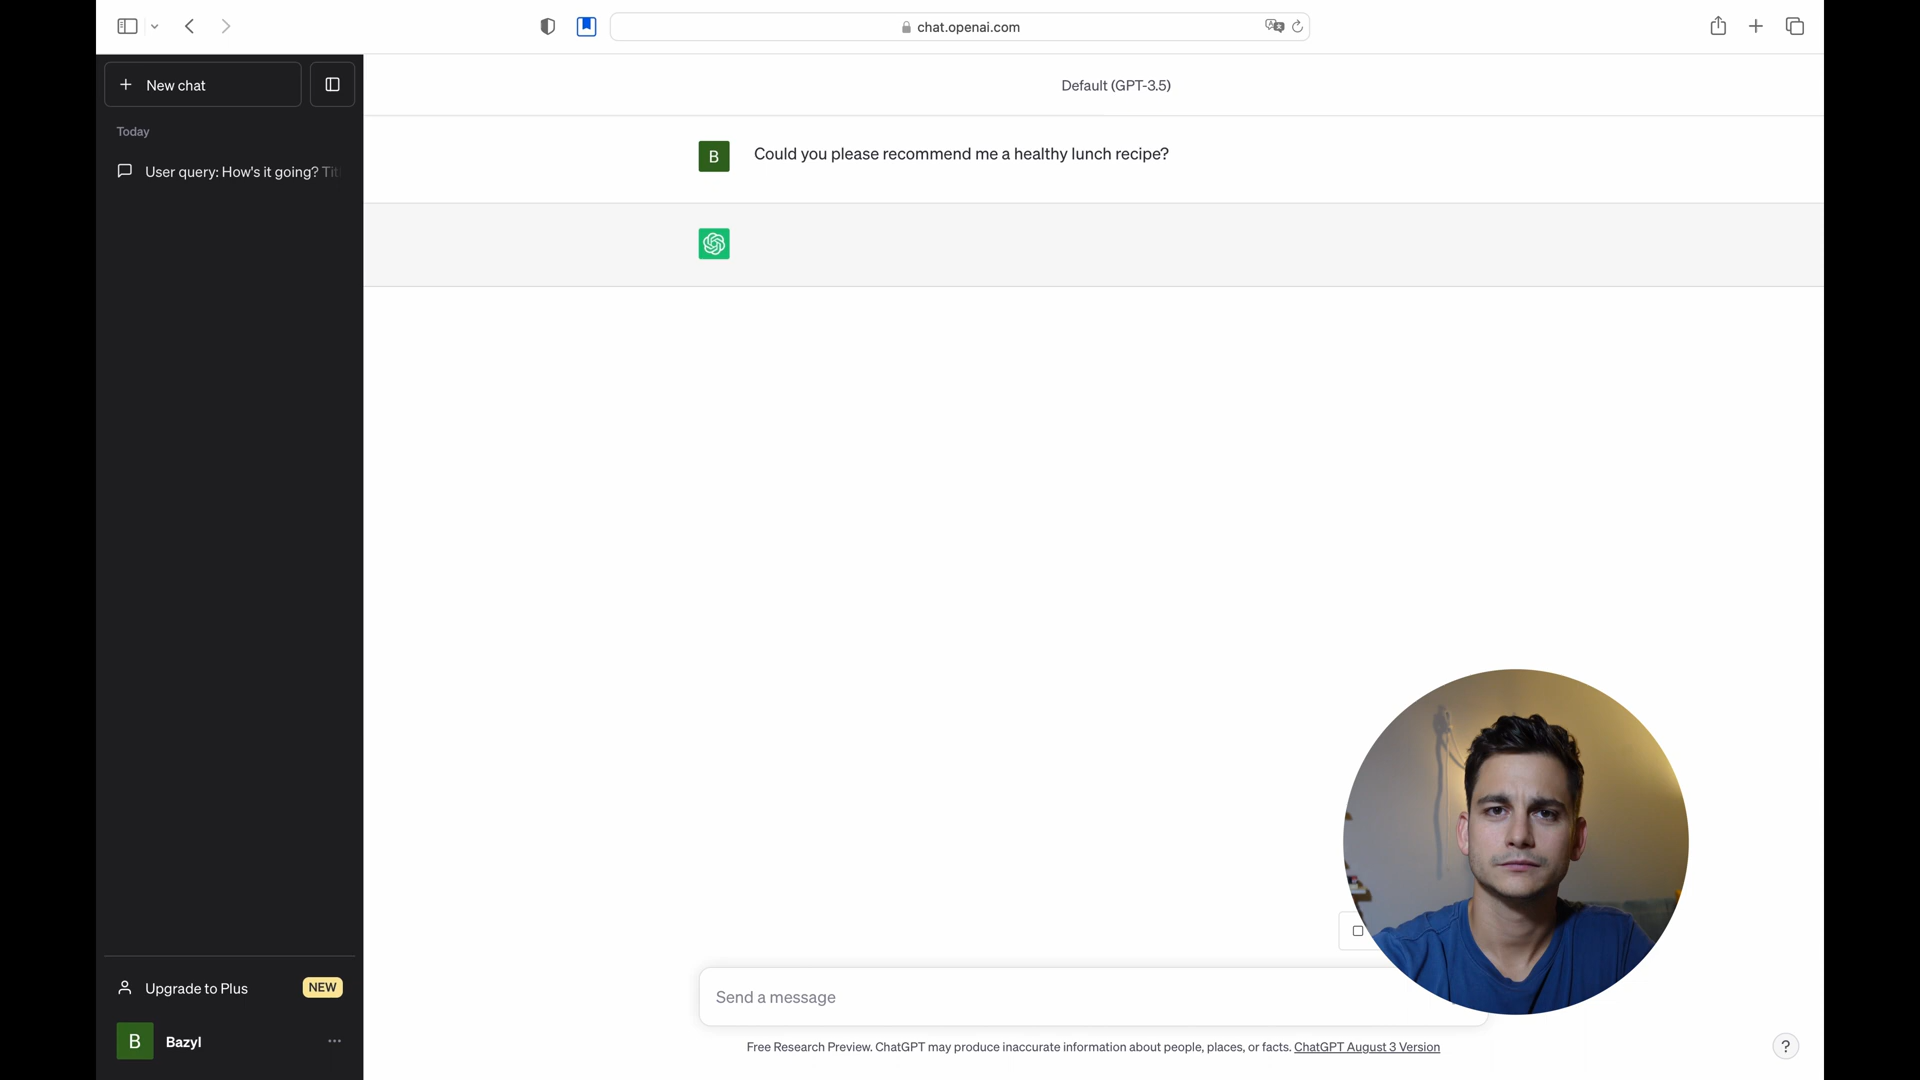 chat.openai.com
New chat
Default (GPT-3.5)
Today
B
Could you please recommend me a healthy lunch recipe?
User query: How's it going? Tit
Upgrade to Plus
NEW
Send a message
B
Bazyl
Free Research Preview. ChatGPT may produce inaccurate information about people, places, or facts. ChatGPT August 3 Version
?